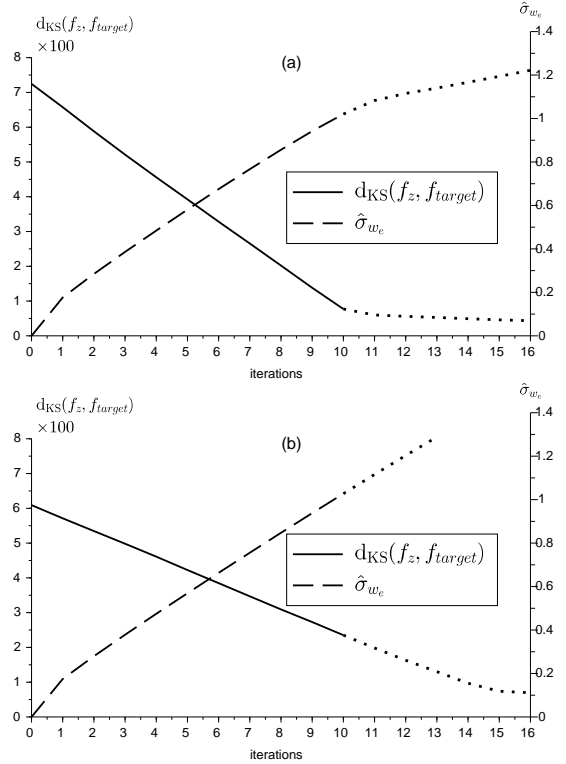 d_KS(f_z, f_target)
×100
σ̂_w_e
(a)
8
7
6
5
4
3
2
1
0
1.4
1.2
1
0.8
0.6
0.4
0.2
0
d_KS(f_z, f_target)
σ̂_w_e
0 1 2 3 4 5 6 7 8 9 10 11 12 13 14 15 16
iterations
d_KS(f_z, f_target)
×100
σ̂_w_e
(b)
8
7
6
5
4
3
2
1
0
1.4
1.2
1
0.8
0.6
0.4
0.2
0
d_KS(f_z, f_target)
σ̂_w_e
0 1 2 3 4 5 6 7 8 9 10 11 12 13 14 15 16
iterations